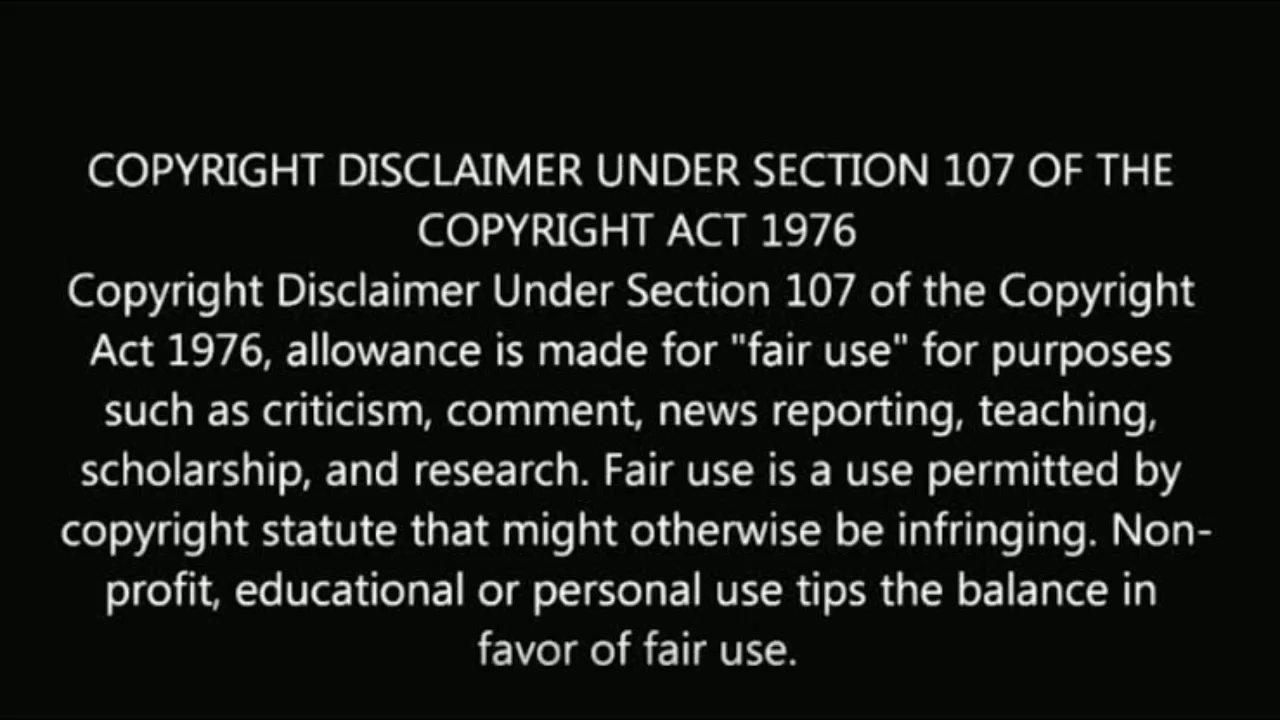 COPYRIGHT DISCLAIMER UNDER SECTION 107 OF THE
COPYRIGHT ACT 1976
Copyright Disclaimer Under Section 107 of the Copyright
Act 1976, allowance is made for "fair use" for purposes
such as criticism, comment, news reporting, teaching,
scholarship, and research. Fair use is a use permitted by
copyright statute that might otherwise be infringing. Non-
profit, educational or personal use tips the balance in
favor of fair use.